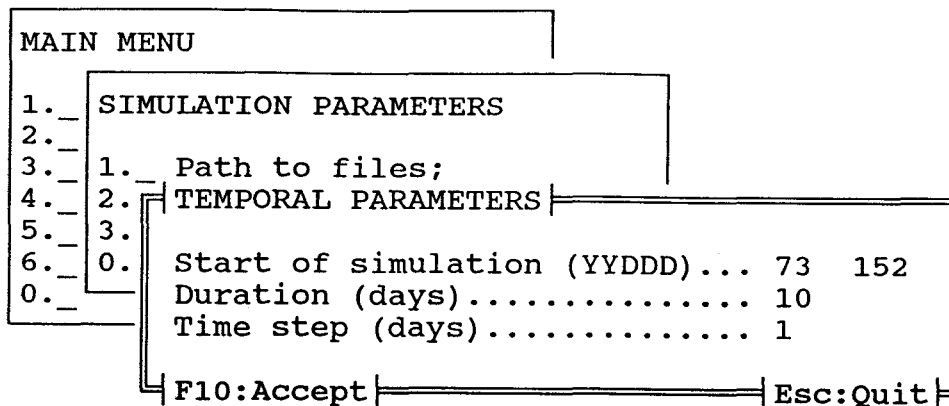 MAIN MENU
1._ SIMULATION PARAMETERS
2._
3._ 1._ Path to files;
4._ 2. TEMPORAL PARAMETERS
5._ 3.
6._ 0. Start of simulation (YYDDD)... 73 152
0._ Duration (days)............... 10
Time step (days).............. 1
F10:Accept Esc:Quit